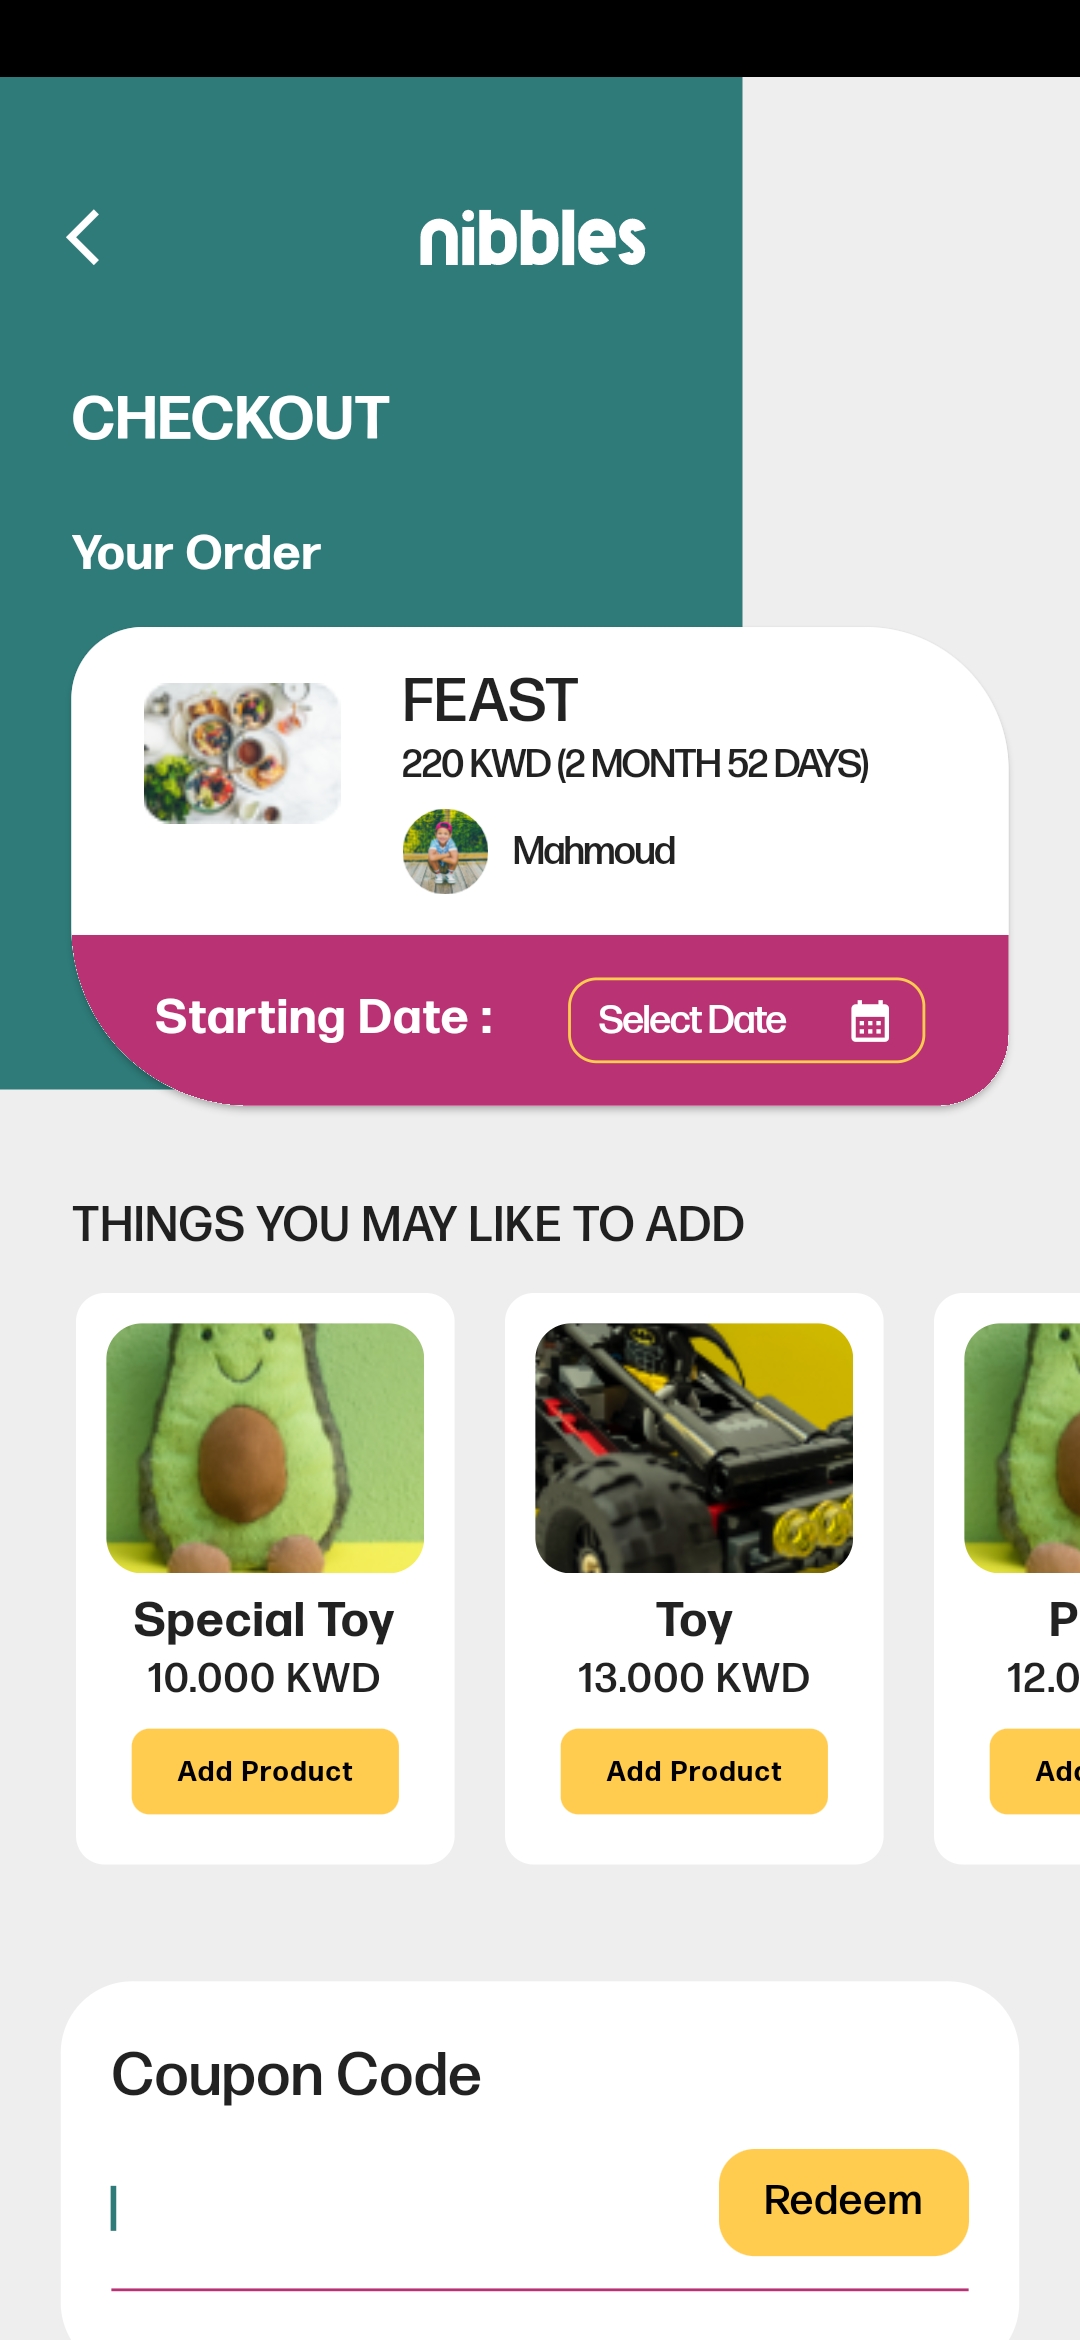 nibbles
CHECKOUT
Your Order
FEAST
220 KWD (2 MONTH 52 DAYS)
Mahmoud
Starting Date :
Select Date
THINGS YOU MAY LIKE TO ADD
Special Toy
10.000 KWD
Add Product
Toy
13.000 KWD
Add Product
P
12.0
Add
Coupon Code
Redeem